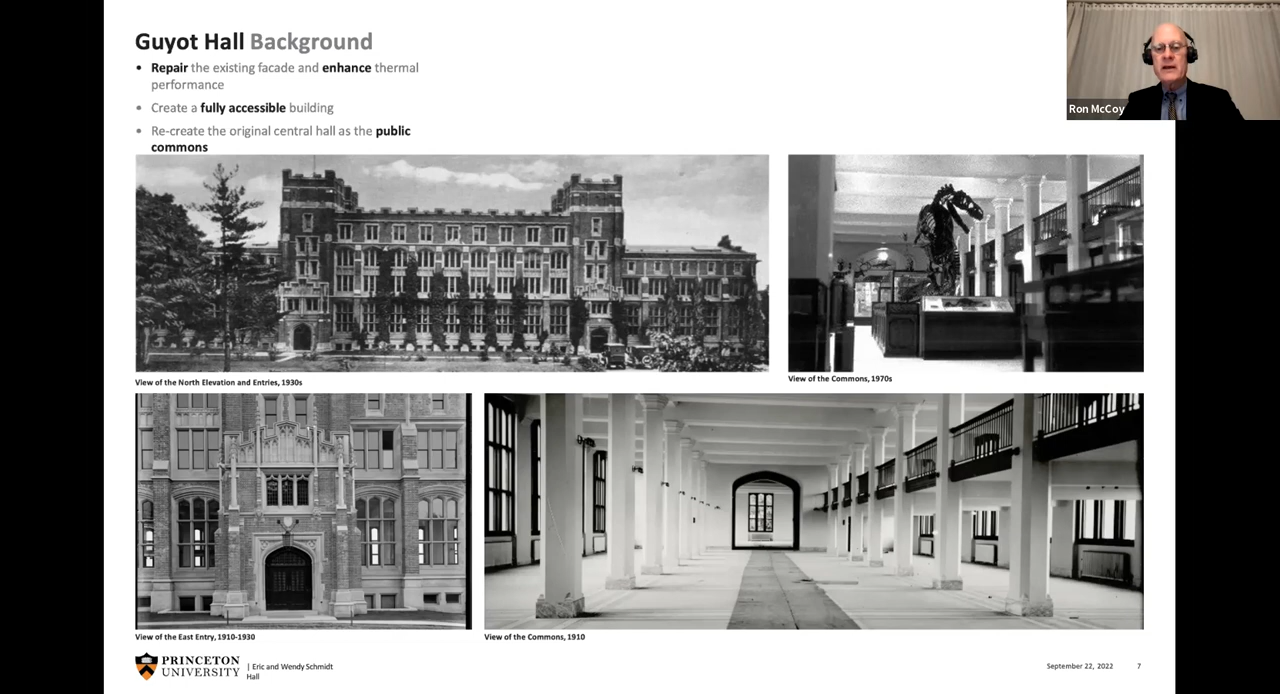 Guyot Hall Background
• Repair the existing facade and enhance thermal
performance
• Create a fully accessible building
• Re-create the original central hall as the public
commons
Ron McCoy
View of the North Elevation and Entries, 1930s
View of the Commons, 1970s
View of the East Entry, 1910-1930
View of the Commons, 1910
PRINCETON
UNIVERSITY
| Eric and Wendy Schmidt
Hall
September 22, 2022 7